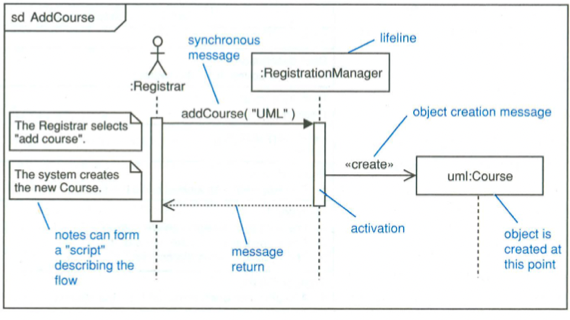 sd AddCourse
synchronous
message
lifeline
:Registrar
:RegistrationManager
The Registrar selects
"add course".
addCourse( "UML" )
object creation message
The system creates
the new Course.
«create»
uml:Course
notes can form
a "script"
describing the
flow
message
return
activation
object is
created at
this point